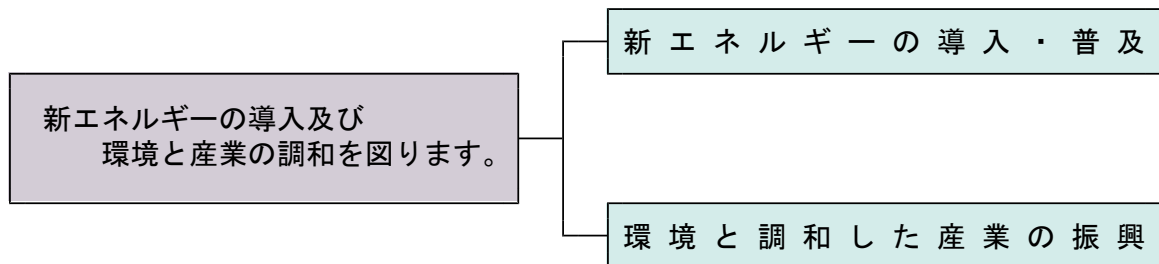 新エネルギーの導入・普及
新エネルギーの導入及び
環境と産業の調和を図ります。
環境と調和した産業の振興